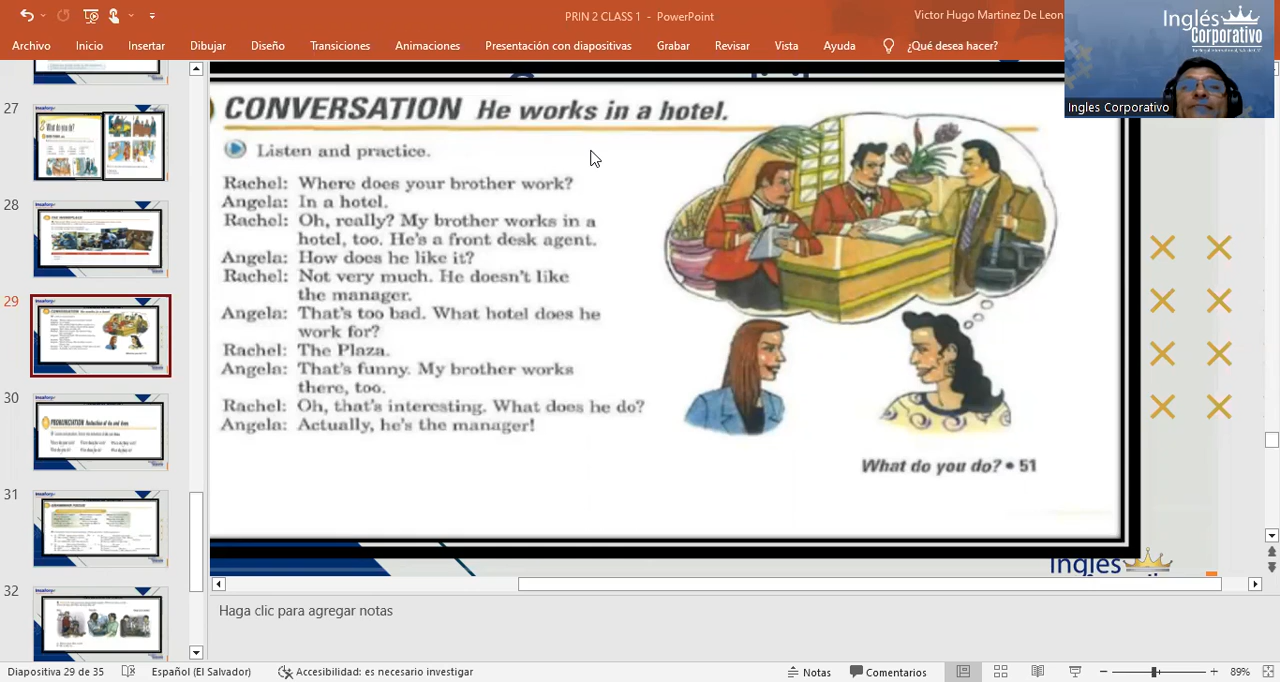 PRIN 2 CLASS 1 - PowerPoint
Victor Hugo Martinez De Leon
Archivo Inicio Insertar Dibujar Diseño Transiciones Animaciones Presentación con diapositivas Grabar Revisar Vista Ayuda ¿Qué desea hacer?
Inglés
Corporativo
Ingles Corporativo
27
28
29
30
31
32
CONVERSATION He works in a hotel.
Listen and practice.
Rachel: Where does your brother work?
Angela: In a hotel.
Rachel: Oh, really? My brother works in a
hotel, too. He's a front desk agent.
Angela: How does he like it?
Rachel: Not very much. He doesn't like
the manager.
Angela: That's too bad. What hotel does he
work for?
Rachel: The Plaza.
Angela: That's funny. My brother works
there, too.
Rachel: Oh, that's interesting. What does he do?
Angela: Actually, he's the manager!
What do you do? • 51
Inglés
Haga clic para agregar notas
Diapositiva 29 de 35 Español (El Salvador) Accesibilidad: es necesario investigar Notas Comentarios 89%